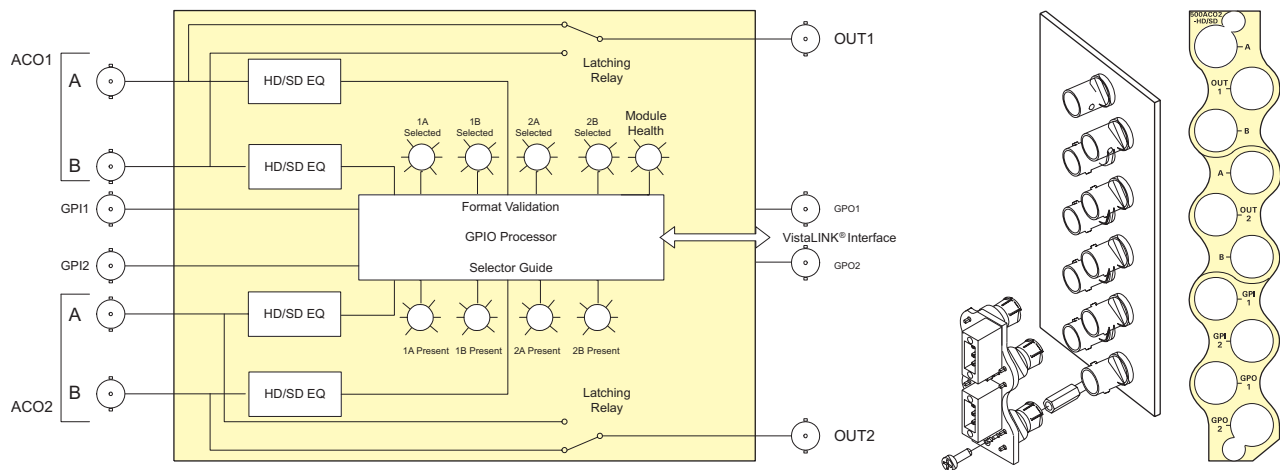 ACO1
A
B
GPI1
GPI2
A
B
ACO2
HD/SD EQ
HD/SD EQ
Latching
Relay
1A
Selected
1B
Selected
2A
Selected
2B
Selected
Module
Health
Format Validation
GPIO Processor
Selector Guide
HD/SD EQ
HD/SD EQ
1A Present
1B Present
2A Present
2B Present
Latching
Relay
OUT1
GPO1
VistaLINK® Interface
GPO2
OUT2
500ACO2
-HD/SD
A
OUT
1
B
A
OUT
2
B
GPI
1
GPI
2
GPO
1
GPO
2